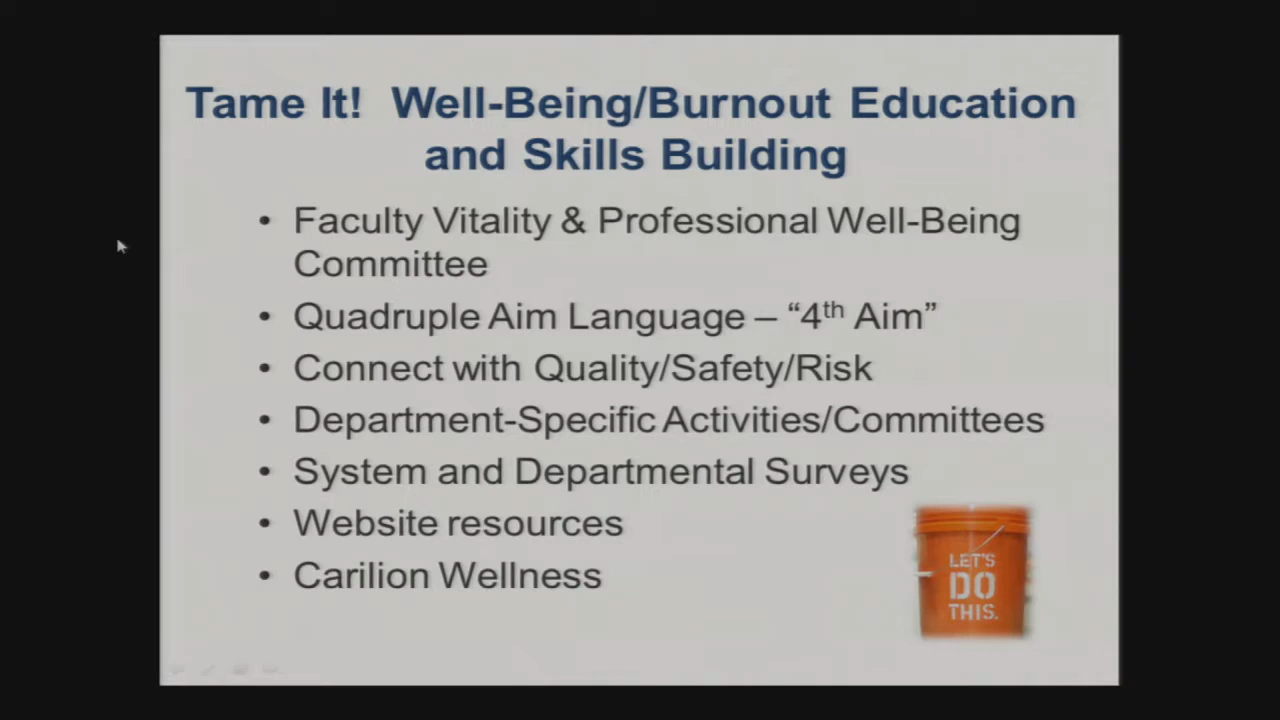 Tame It! Well-Being/Burnout Education
and Skills Building
• Faculty Vitality & Professional Well-Being
Committee
• Quadruple Aim Language – “4th Aim”
• Connect with Quality/Safety/Risk
• Department-Specific Activities/Committees
• System and Departmental Surveys
• Website resources
• Carilion Wellness
LET'S
DO
THIS.